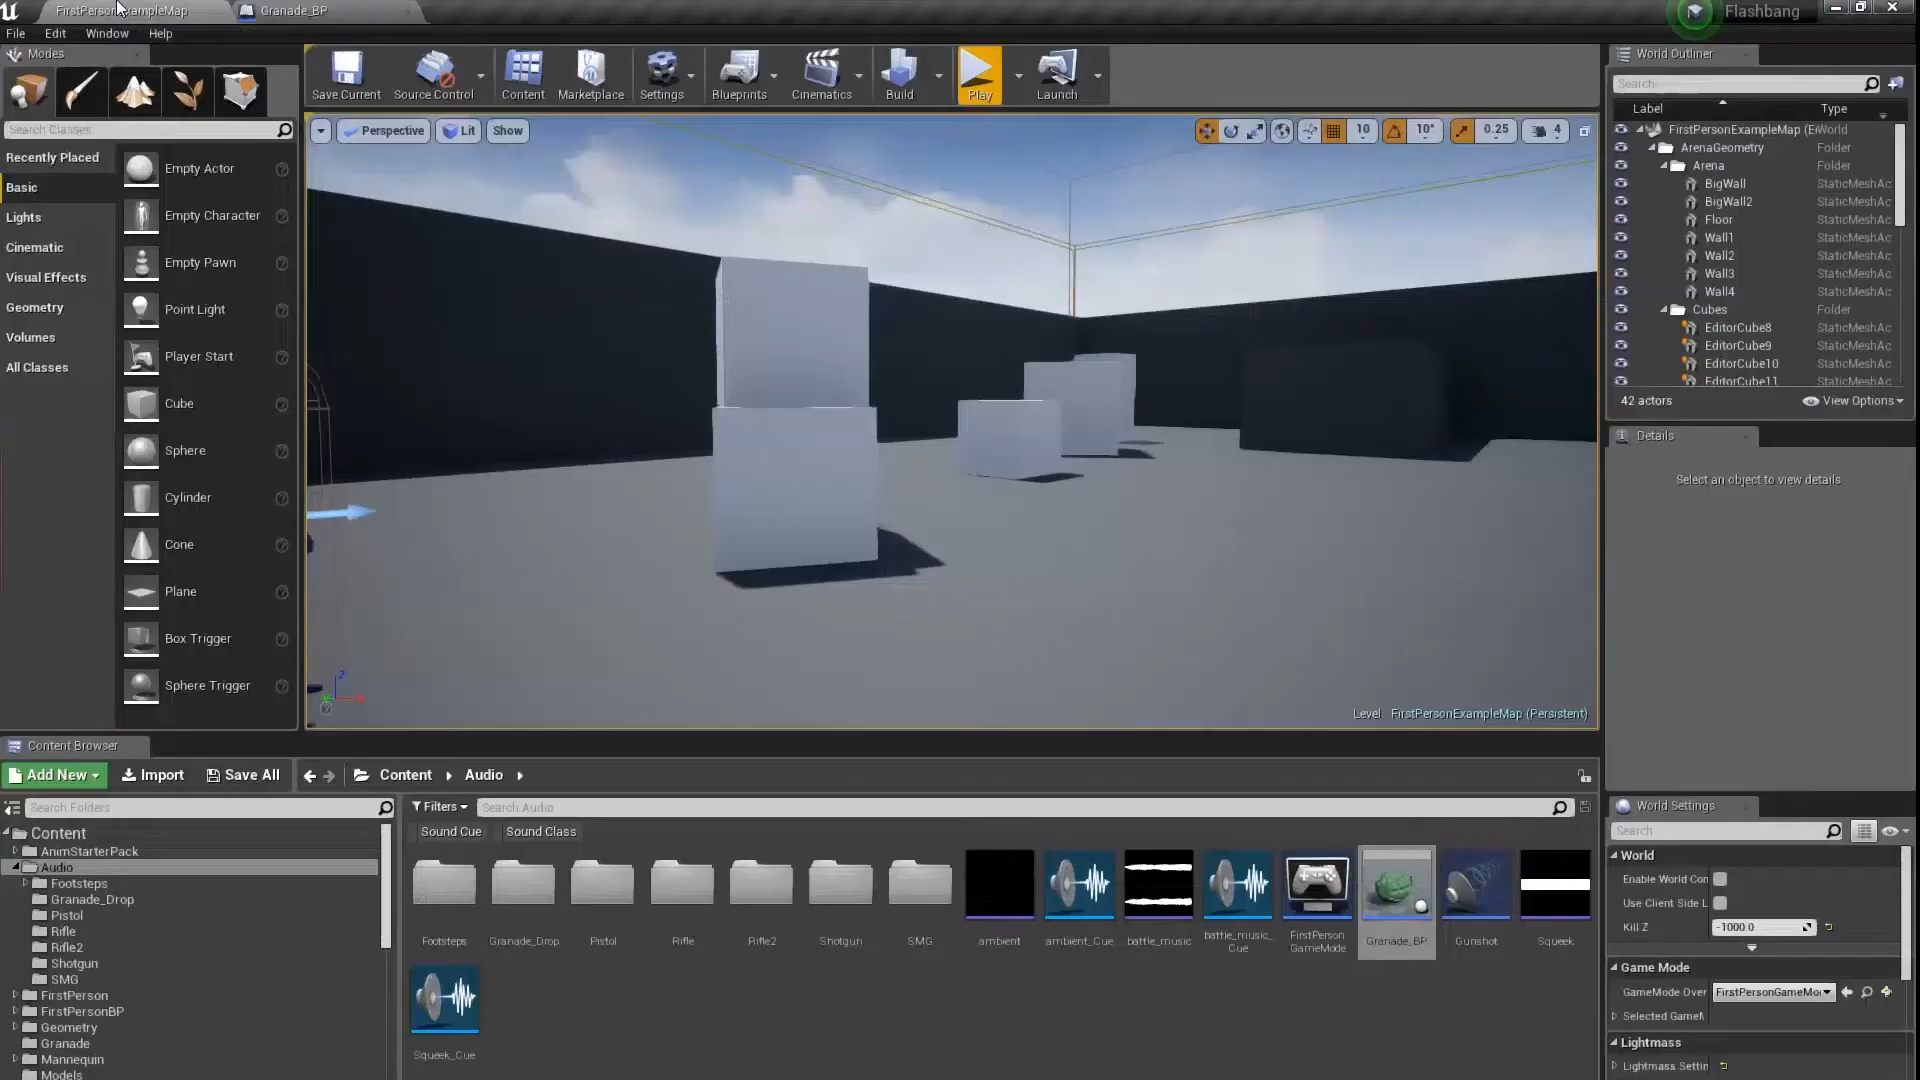 FirstPersonExampleMap
Granade_BP
Flashbang
File Edit Window Help
Modes
Search Classes
Recently Placed
Basic
Lights
Cinematic
Visual Effects
Geometry
Volumes
All Classes
Empty Actor
Empty Character
Empty Pawn
Point Light
Player Start
Cube
Sphere
Cylinder
Cone
Plane
Box Trigger
Sphere Trigger
Save Current
Source Control
Content
Marketplace
Settings
Blueprints
Cinematics
Build
Play
Launch
Perspective
Lit
Show
10
10°
0.25
4
Level: FirstPersonExampleMap (Persistent)
World Outliner
Search
Label Type
FirstPersonExampleMap (E World
ArenaGeometry Folder
Arena Folder
BigWall StaticMeshAc
BigWall2 StaticMeshAc
Floor StaticMeshAc
Wall1 StaticMeshAc
Wall2 StaticMeshAc
Wall3 StaticMeshAc
Wall4 StaticMeshAc
Cubes Folder
EditorCube8 StaticMeshAc
EditorCube9 StaticMeshAc
EditorCube10 StaticMeshAc
EditorCube11 StaticMeshAc
42 actors View Options
Details
Select an object to view details
World Settings
Search
World
Enable World Con
Use Client Side L
Kill Z -1000.0
Game Mode
GameMode Over FirstPersonGameMo
Selected GameM
Lightmass
Lightmass Settin
Content Browser
Add New Import Save All Content Audio
Search Folders
Content
AnimStarterPack
Audio
Footsteps
Granade_Drop
Pistol
Rifle
Rifle2
Shotgun
SMG
FirstPerson
FirstPersonBP
Geometry
Granade
Mannequin
Models
Filters Search Audio
Sound Cue Sound Class
Footsteps
Granade_Drop
Pistol
Rifle
Rifle2
Shotgun
SMG
ambient
ambient_Cue
battle_music
battle_music_
Cue
FirstPerson
GameMode
Granade_BP
Gunshot
Squeek
Squeek_Cue